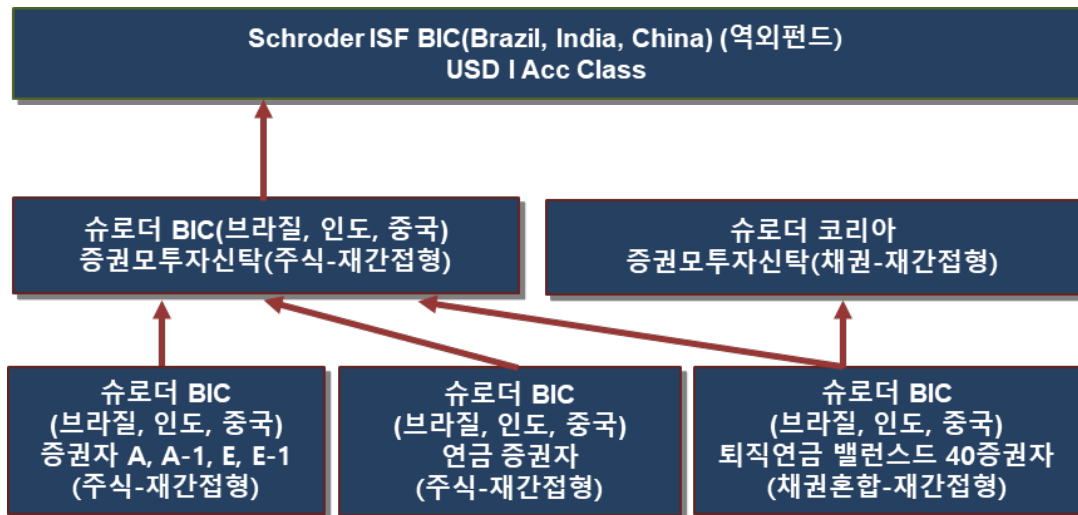 Schroder ISF BIC(Brazil, India, China) (역외펀드)
USD I Acc Class
슈로더 BIC(브라질, 인도, 중국)
증권모투자신탁(주식-재간접형)
슈로더 코리아
증권모투자신탁(채권-재간접형)
슈로더 BIC
(브라질, 인도, 중국)
증권자 A, A-1, E, E-1
(주식-재간접형)
슈로더 BIC
(브라질, 인도, 중국)
연금 증권자
(주식-재간접형)
슈로더 BIC
(브라질, 인도, 중국)
퇴직연금 밸런스드 40증권자
(채권혼합-재간접형)